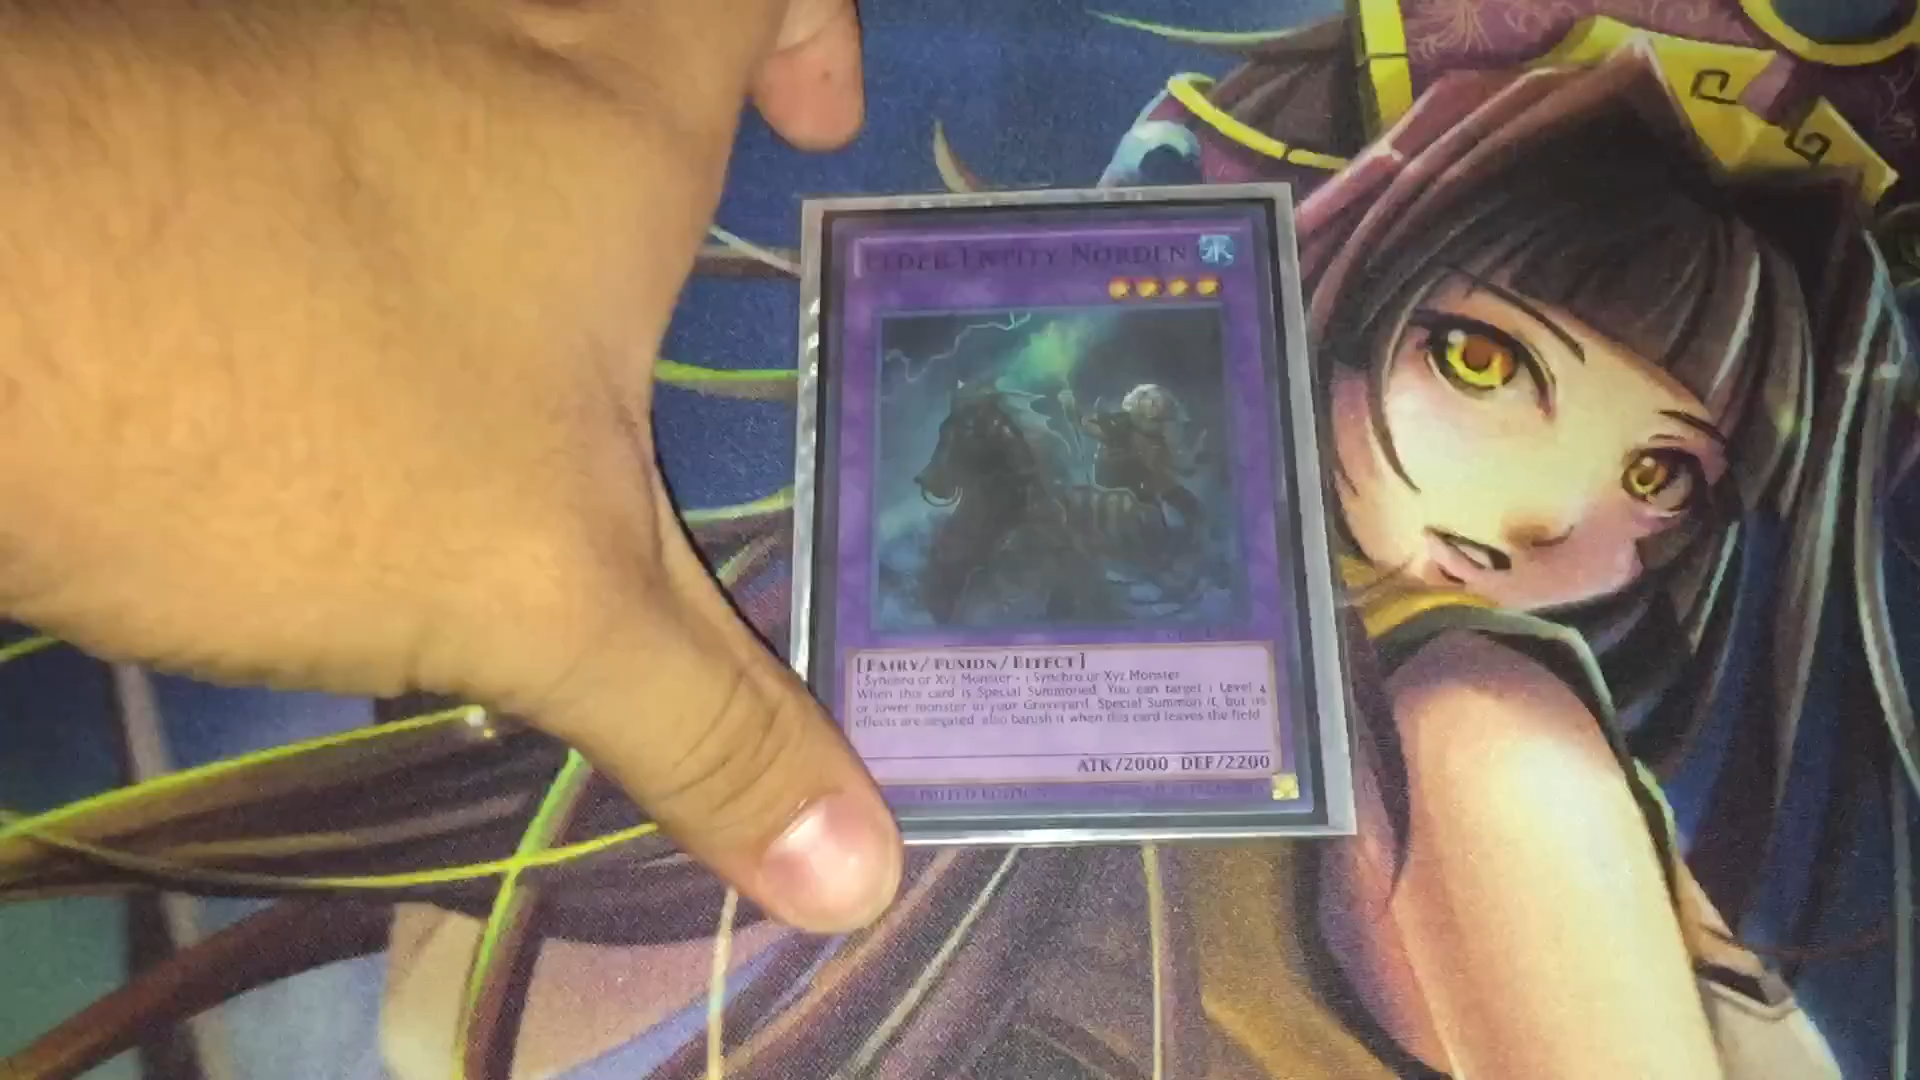 ELDER ENTITY NORDEN
[FAIRY/FUSION/EFFECT]
1 Synchro or Xyz Monster + 1 Synchro or Xyz Monster
When this card is Special Summoned: You can target 1 Level 4
or lower monster in your Graveyard; Special Summon it, but its
effects are negated, also banish it when this card leaves the field.
ATK/2000 DEF/2200
LIMITED EDITION